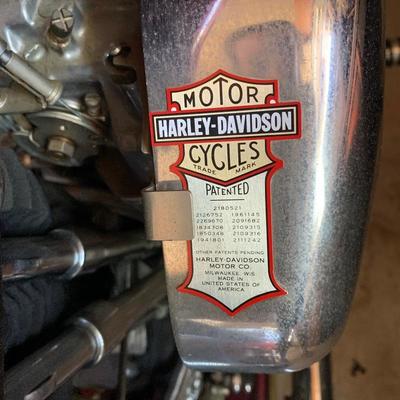 MOTOR
HARLEY-DAVIDSON
CYCLES
TRADE MARK
PATENTED
2180521
2126752 1961145
2269670 2091682
1834708 2109315
1850348 2109316
1941801 2111242
OTHER PATENTS PENDING
HARLEY-DAVIDSON
MOTOR CO.
MILWAUKEE, WIS
MADE IN
UNITED STATES OF
AMERICA